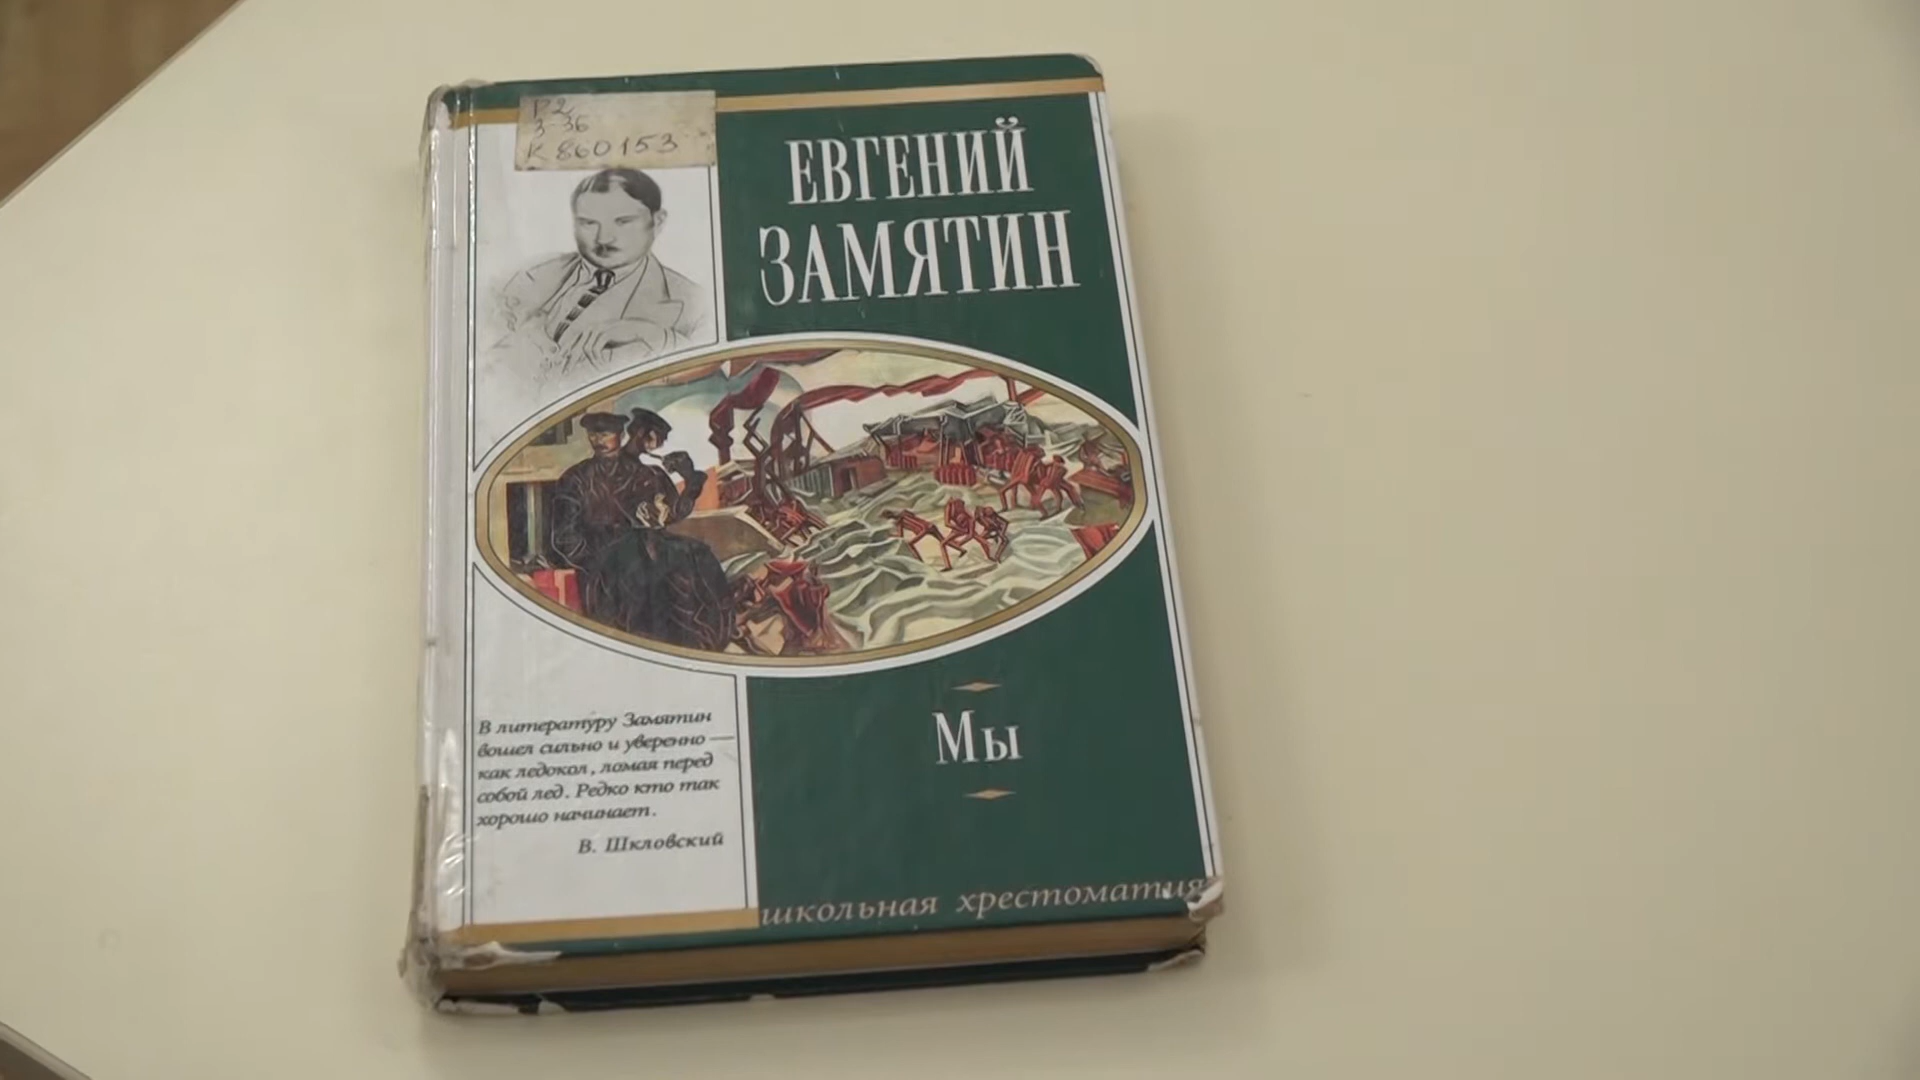 Р2
З-36
К 860153
ЕВГЕНИЙ
ЗАМЯТИН
Мы
В литературу Замятин
вошел сильно и уверенно —
как ледокол, ломая перед
собой лед. Редко кто так
хорошо начинает.
В. Шкловский
школьная хрестоматия